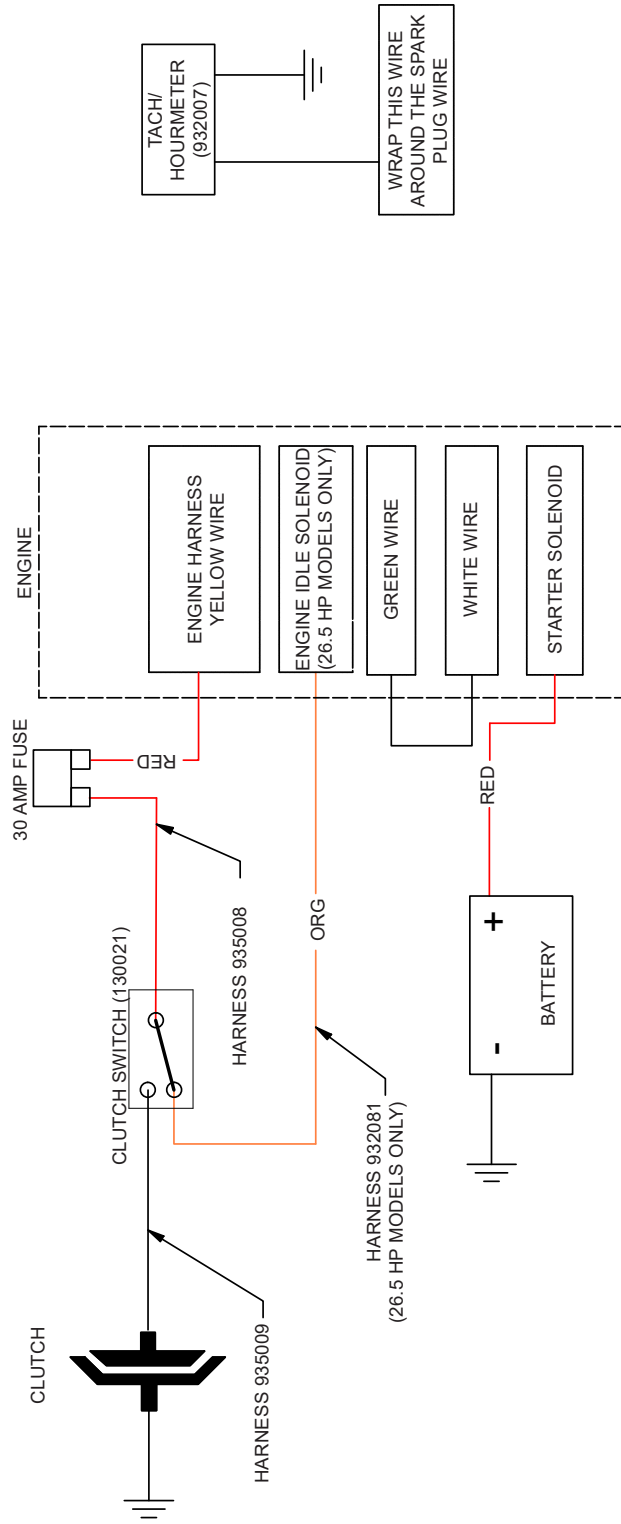 CLUTCH
HARNESS 935009
CLUTCH SWITCH (130021)
HARNESS 935008
HARNESS 932081
(26.5 HP MODELS ONLY)
30 AMP FUSE
RED
ORG
ENGINE
ENGINE HARNESS
YELLOW WIRE
ENGINE IDLE SOLENOID
(26.5 HP MODELS ONLY)
GREEN WIRE
WHITE WIRE
STARTER SOLENOID
RED
- +
BATTERY
TACH/
HOURMETER
(932007)
WRAP THIS WIRE
AROUND THE SPARK
PLUG WIRE